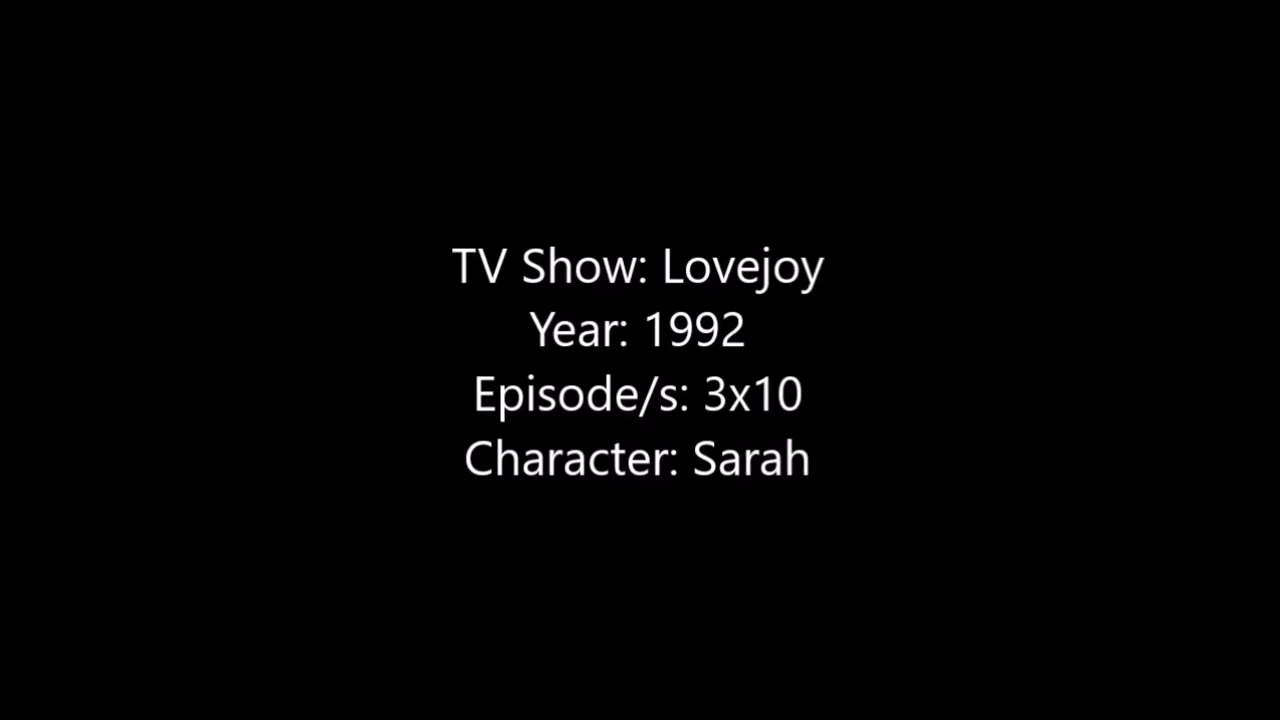 TV Show: Lovejoy
Year: 1992
Episode/s: 3x10
Character: Sarah